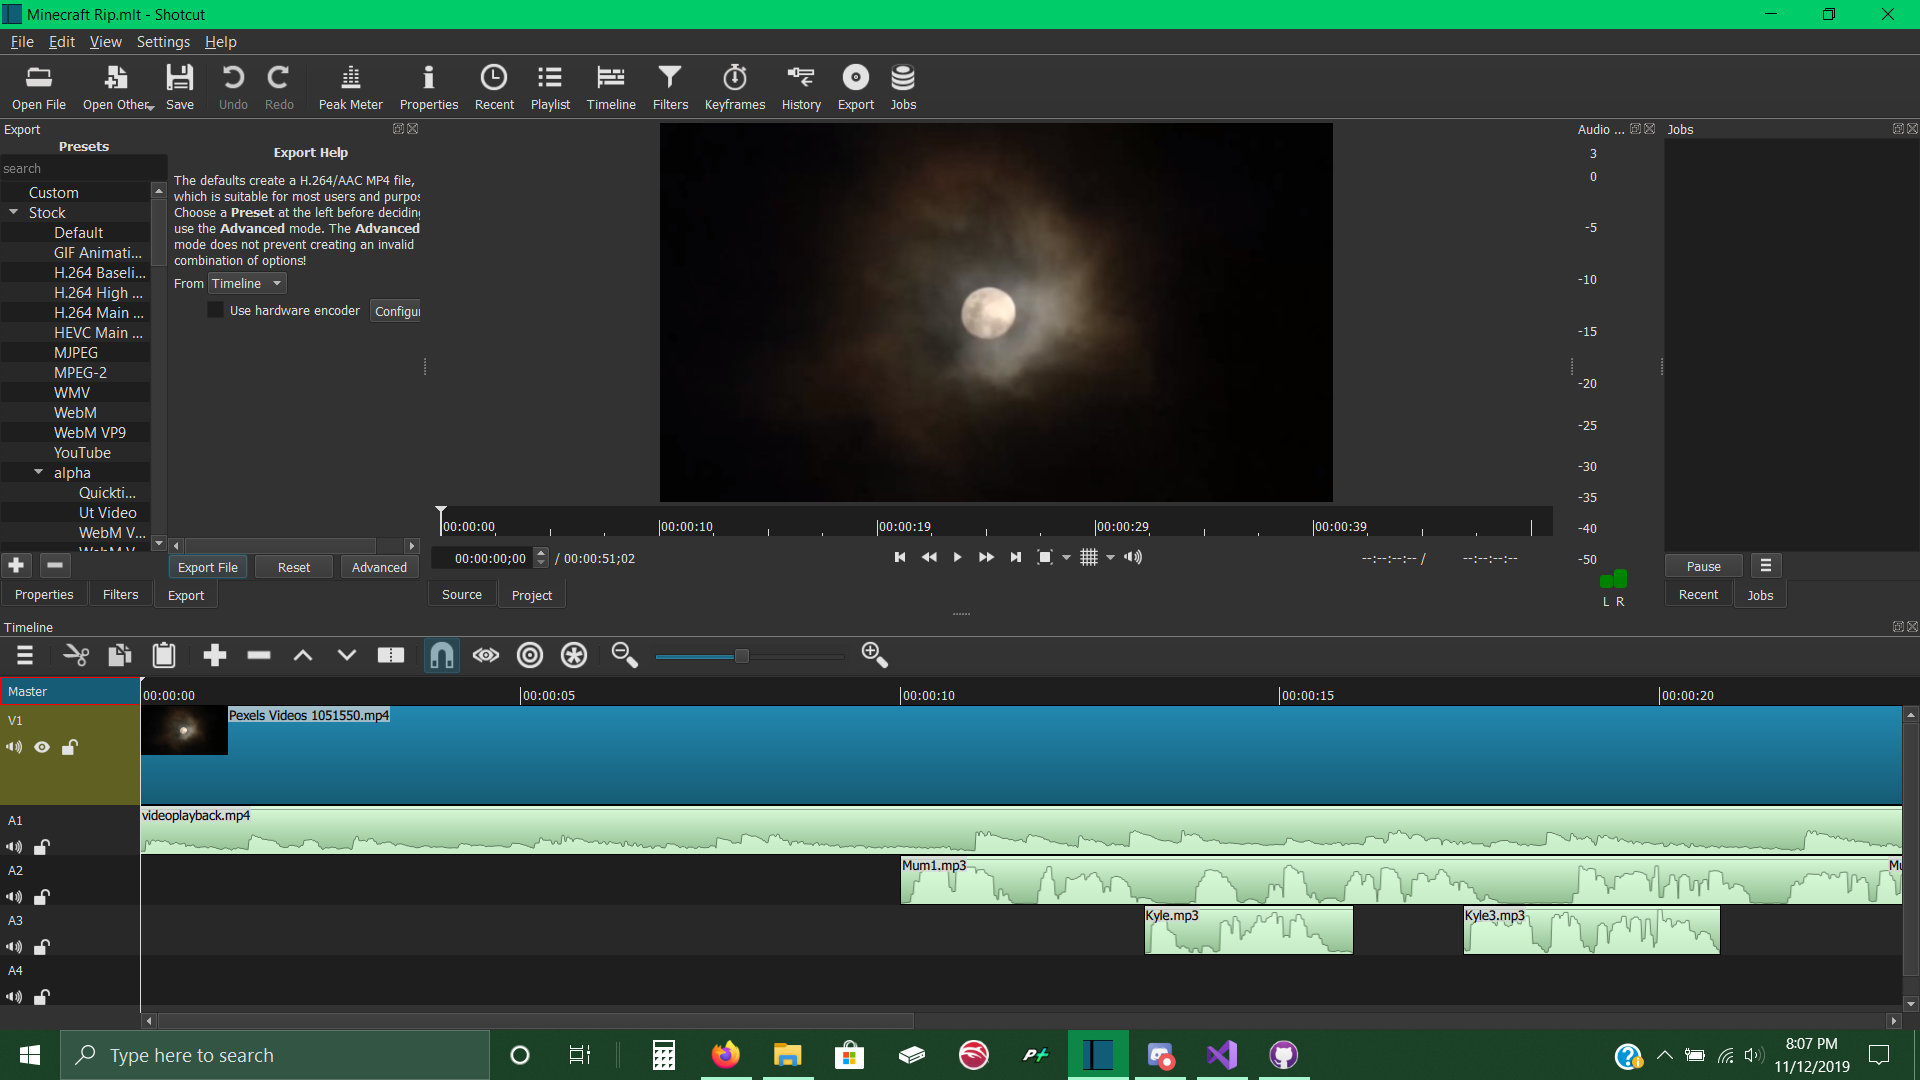 Minecraft Rip.mlt - Shotcut
File Edit View Settings Help
Open File Open Other Save Undo Redo Peak Meter Properties Recent Playlist Timeline Filters Keyframes History Export Jobs
Export
Presets
search
Custom
Stock
Default
GIF Animati...
H.264 Baseli...
H.264 High ...
H.264 Main ...
HEVC Main ...
MJPEG
MPEG-2
WMV
WebM
WebM VP9
YouTube
alpha
Quickti...
Ut Video
WebM V...
Export Help
The defaults create a H.264/AAC MP4 file,
which is suitable for most users and purpos
Choose a Preset at the left before deciding
use the Advanced mode. The Advanced
mode does not prevent creating an invalid
combination of options!
From Timeline
Use hardware encoder Configur
Export File Reset Advanced
Properties Filters Export
00:00:00 00:00:10 00:00:19 00:00:29 00:00:39
00:00:00;00 / 00:00:51;02
--:--:--:-- / --:--:--:--
Source Project
Audio ...
3
0
-5
-10
-15
-20
-25
-30
-35
-40
-50
L R
Jobs
Pause
Recent Jobs
Timeline
Master
00:00:00 00:00:05 00:00:10 00:00:15 00:00:20
V1
Pexels Videos 1051550.mp4
A1
videoplayback.mp4
A2
Mum1.mp3
Mu
A3
Kyle.mp3
Kyle3.mp3
A4
Type here to search
8:07 PM
11/12/2019